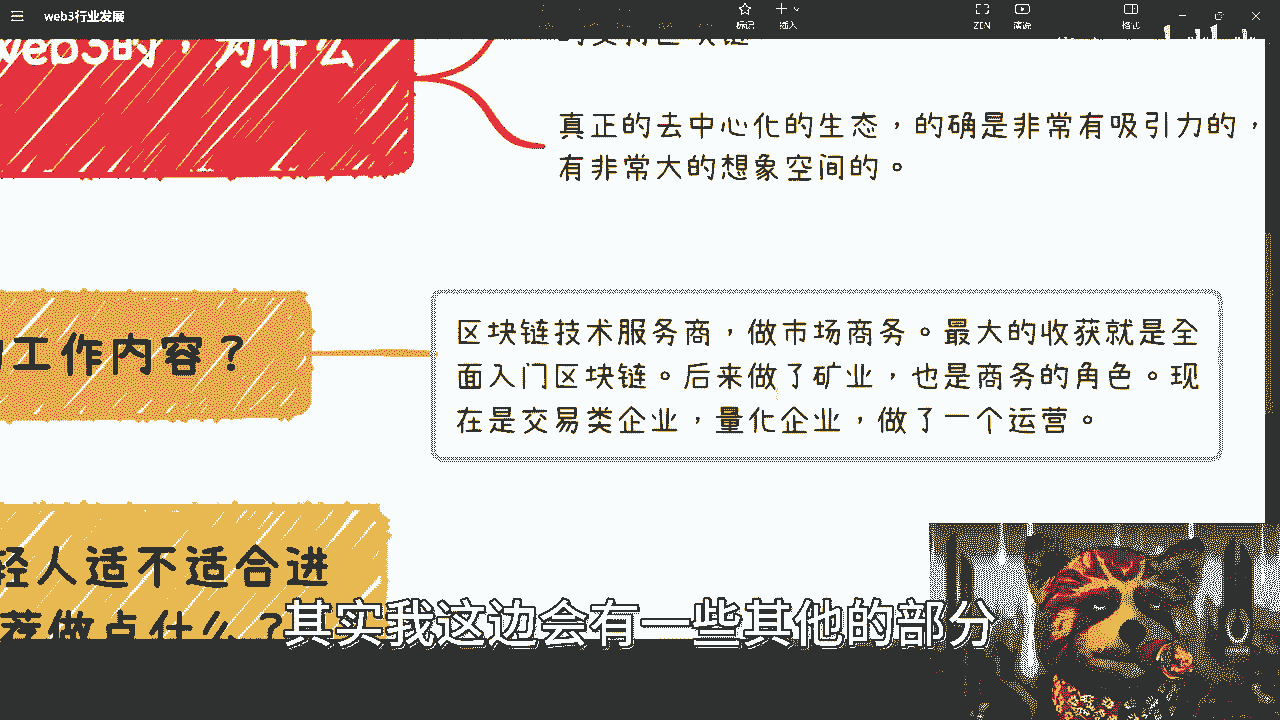 web3行业发展
标记
插入
ZEN
演说
格式
web3的，为什么
真正的去中心化的生态，的确是非常有吸引力的，
有非常大的想象空间的。
工作内容？
区块链技术服务商，做市场商务。最大的收获就是全
面入门区块链。后来做了矿业，也是商务的角色。现
在是交易类企业，量化企业，做了一个运营。
轻人适不适合进
荐做点什么？
其实我这边会有一些其他的部分